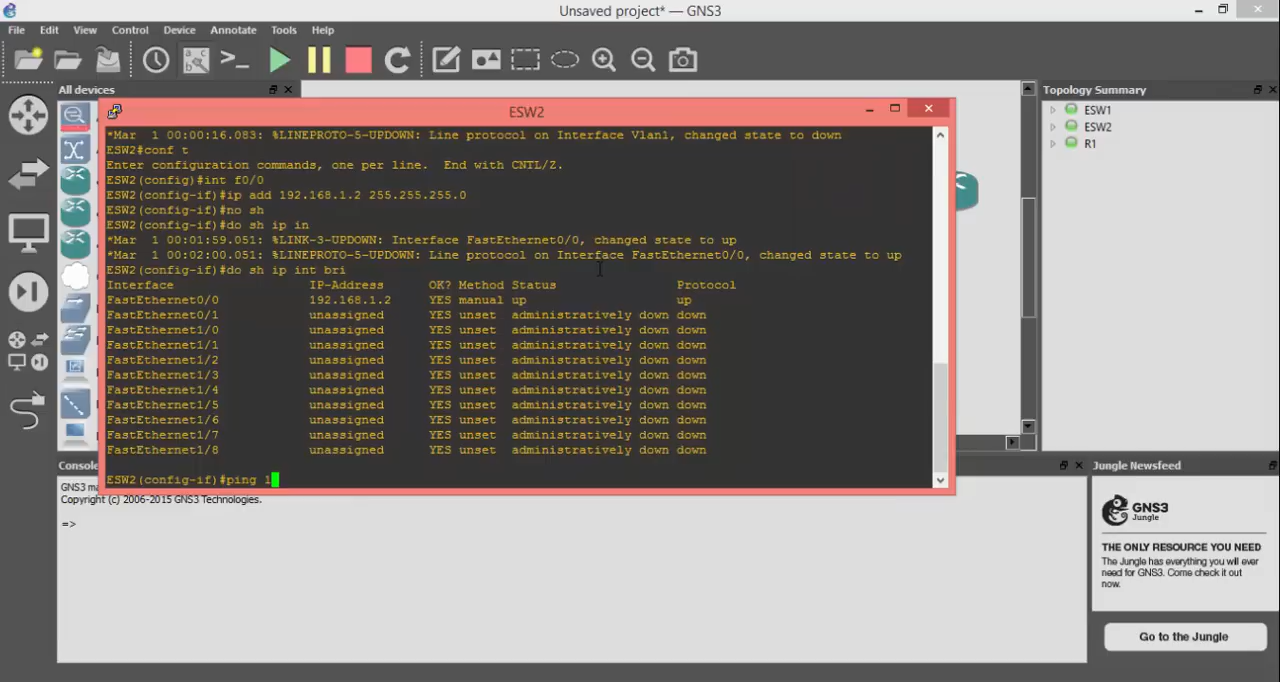 Unsaved project* — GNS3
File Edit View Control Device Annotate Tools Help
All devices
ESW2
*Mar  1 00:00:16.083: %LINEPROTO-5-UPDOWN: Line protocol on Interface Vlan1, changed state to down
ESW2#conf t
Enter configuration commands, one per line.  End with CNTL/Z.
ESW2(config)#int f0/0
ESW2(config-if)#ip add 192.168.1.2 255.255.255.0
ESW2(config-if)#no sh
ESW2(config-if)#do sh ip in
*Mar  1 00:01:59.051: %LINK-3-UPDOWN: Interface FastEthernet0/0, changed state to up
*Mar  1 00:02:00.051: %LINEPROTO-5-UPDOWN: Line protocol on Interface FastEthernet0/0, changed state to up
ESW2(config-if)#do sh ip int bri
Interface IP-Address OK? Method Status Protocol
FastEthernet0/0 192.168.1.2 YES manual up up
FastEthernet0/1 unassigned YES unset administratively down down
FastEthernet1/0 unassigned YES unset administratively down down
FastEthernet1/1 unassigned YES unset administratively down down
FastEthernet1/2 unassigned YES unset administratively down down
FastEthernet1/3 unassigned YES unset administratively down down
FastEthernet1/4 unassigned YES unset administratively down down
FastEthernet1/5 unassigned YES unset administratively down down
FastEthernet1/6 unassigned YES unset administratively down down
FastEthernet1/7 unassigned YES unset administratively down down
FastEthernet1/8 unassigned YES unset administratively down down
ESW2(config-if)#ping 1
Topology Summary
ESW1
ESW2
R1
Console
GNS3 ma
Copyright (c) 2006-2015 GNS3 Technologies.
=>
Jungle Newsfeed
GNS3
Jungle
THE ONLY RESOURCE YOU NEED
The Jungle has everything you will ever
need for GNS3. Come check it out
now.
Go to the Jungle